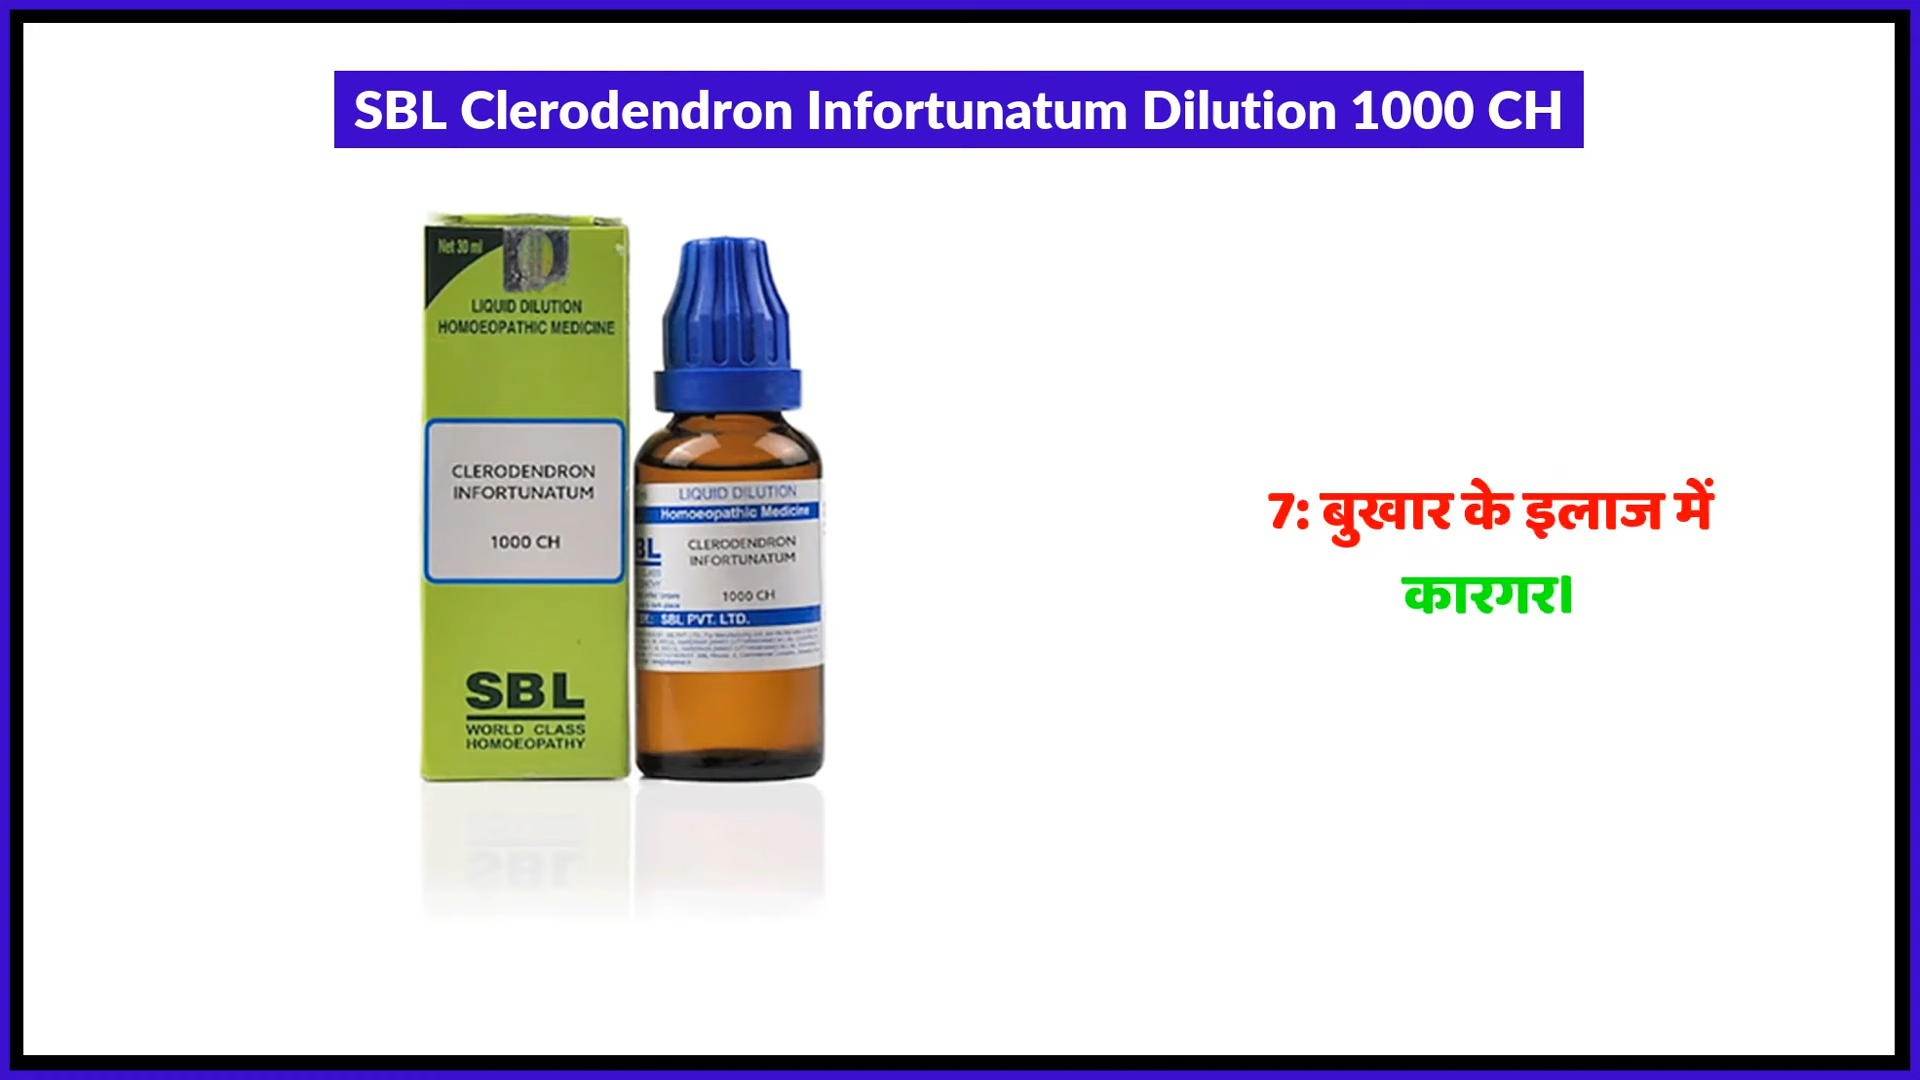 SBL Clerodendron Infortunatum Dilution 1000 CH
Net 30 ml
LIQUID DILUTION
HOMOEOPATHIC MEDICINE
CLERODENDRON
INFORTUNATUM
1000 CH
SBL
WORLD CLASS
HOMOEOPATHY
LIQUID DILUTION
Homoeopathic Medicine
BL
CLERODENDRON
INFORTUNATUM
1000 CH
SBL PVT. LTD.
7: बुखार के इलाज में
कारगर।